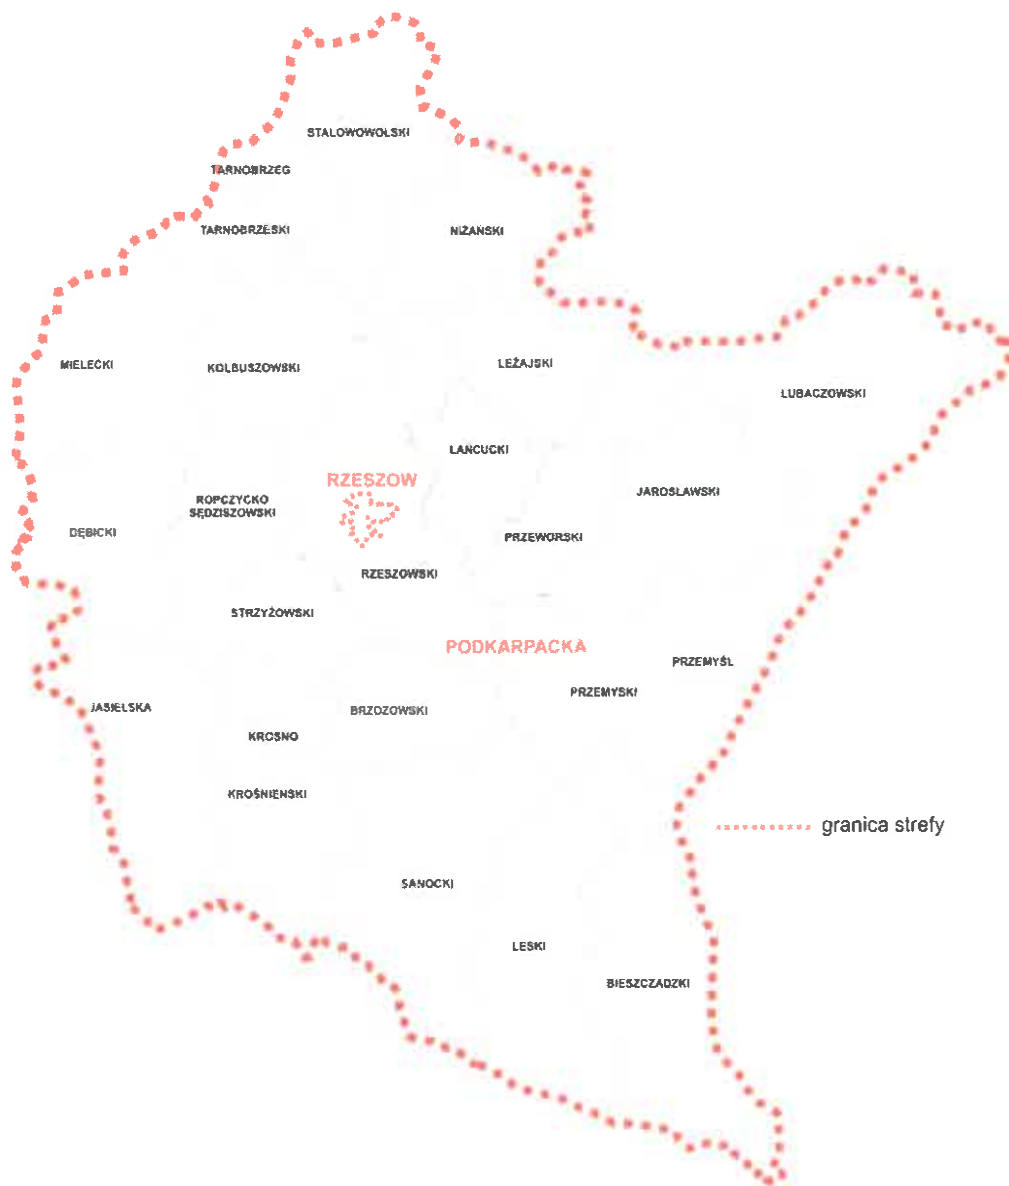 STALOWOWOLSKI
TARNOBRZEG
TARNOBRZESKI
NIŻAŃSKI
MIELECKI
KOLBUSZOWSKI
LEŻAJSKI
LUBACZOWSKI
ŁAŃCUCKI
RZESZÓW
JAROSŁAWSKI
ROPCZYCKO
SĘDZISZOWSKI
DĘBICKI
PRZEWORSKI
RZESZOWSKI
STRZYŻOWSKI
PODKARPACKA
PRZEMYŚL
PRZEMYSKI
JASIELSKA
BRZOZOWSKI
KROSNO
KROŚNIENSKI
granica strefy
SANOCKI
LESKI
BIESZCZADZKI